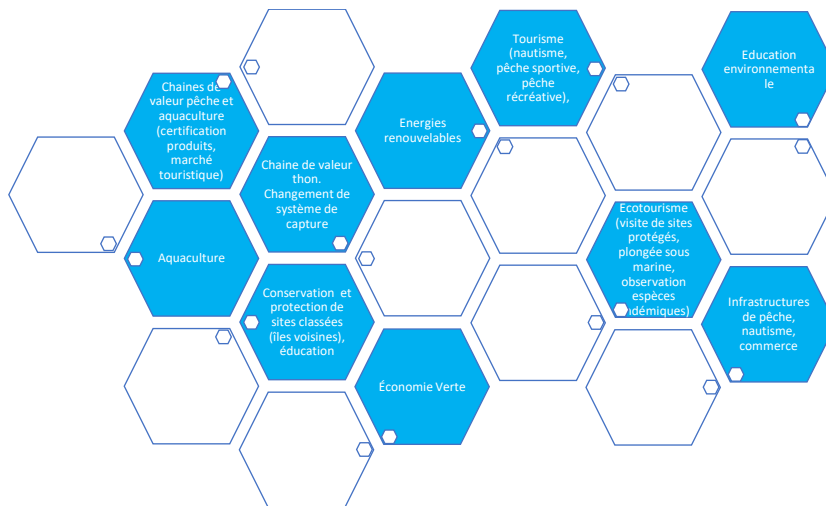 Chaines de
valeur pêche et
aquaculture
(certification
produits,
marché
touristique)
Chaine de valeur
thon.
Changement de
système de
capture
Aquaculture
Conservation et
protection de
sites classées
(îles voisines),
éducation
Energies
renouvelables
Économie Verte
Tourisme
(nautisme,
pêche sportive,
pêche
récréative),
Ecotourisme
(visite de sites
protégés,
plongée sous
marine,
observation
espèces
ndémiques)
Education
environnementa
le
Infrastructures
de pêche,
nautisme,
commerce